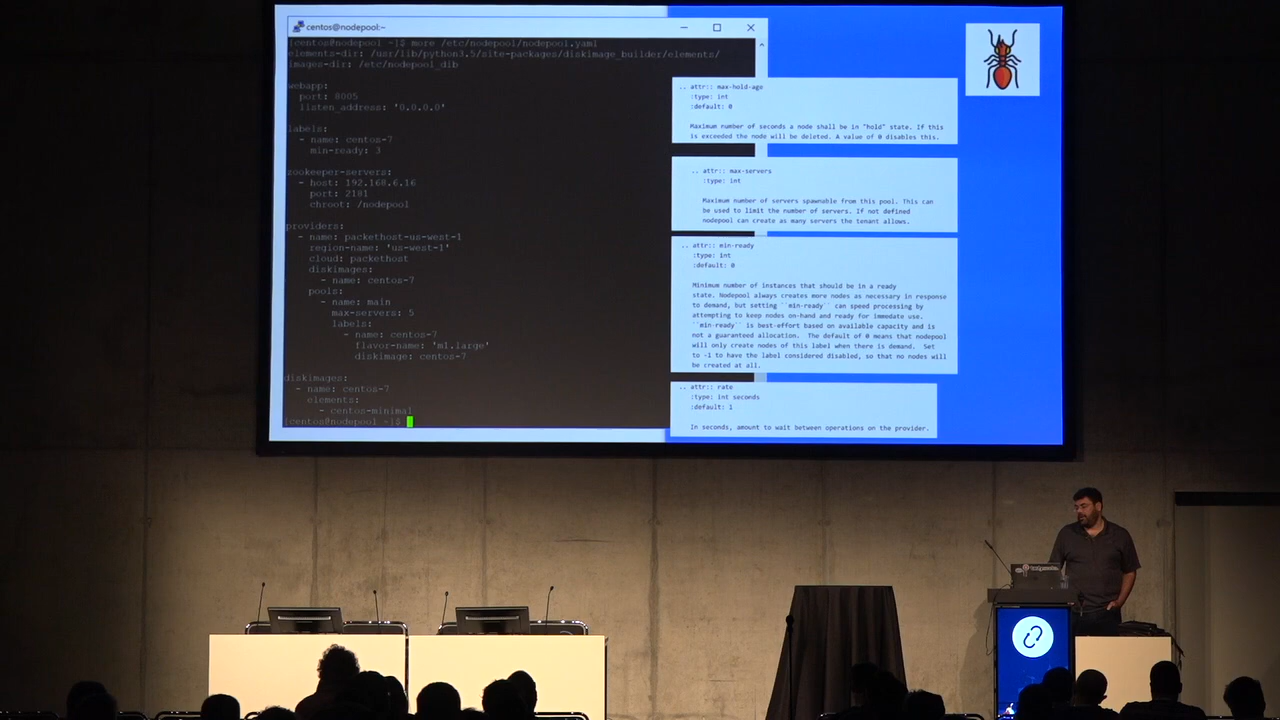 centos@nodepool:~
[centos@nodepool ~]$ more /etc/nodepool/nodepool.yaml
elements-dir: /usr/lib/python3.5/site-packages/diskimage_builder/elements/
images-dir: /etc/nodepool_dib
webapp:
port: 8005
listen_address: '0.0.0.0'
labels:
- name: centos-7
min-ready: 3
zookeeper-servers:
- host: 192.168.6.16
port: 2181
chroot: /nodepool
providers:
- name: packethost-us-west-1
region-name: 'us-west-1'
cloud: packethost
diskimages:
- name: centos-7
pools:
- name: main
max-servers: 5
labels:
- name: centos-7
flavor-name: 'm1.large'
diskimage: centos-7
diskimages:
- name: centos-7
elements:
- centos-minimal
[centos@nodepool ~]$
.. attr:: max-hold-age
:type: int
:default: 0
Maximum number of seconds a node shall be in "hold" state. If this
is exceeded the node will be deleted. A value of 0 disables this.
.. attr:: max-servers
:type: int
Maximum number of servers spawnable from this pool. This can
be used to limit the number of servers. If not defined
nodepool can create as many servers the tenant allows.
.. attr:: min-ready
:type: int
:default: 0
Minimum number of instances that should be in a ready
state. Nodepool always creates more nodes as necessary in response
to demand, but setting ``min-ready`` can speed processing by
attempting to keep nodes on-hand and ready for immedate use.
``min-ready`` is best-effort based on available capacity and is
not a guaranteed allocation. The default of 0 means that nodepool
will only create nodes of this label when there is demand. Set
to -1 to have the label considered disabled, so that no nodes will
be created at all.
.. attr:: rate
:type: int seconds
:default: 1
In seconds, amount to wait between operations on the provider.